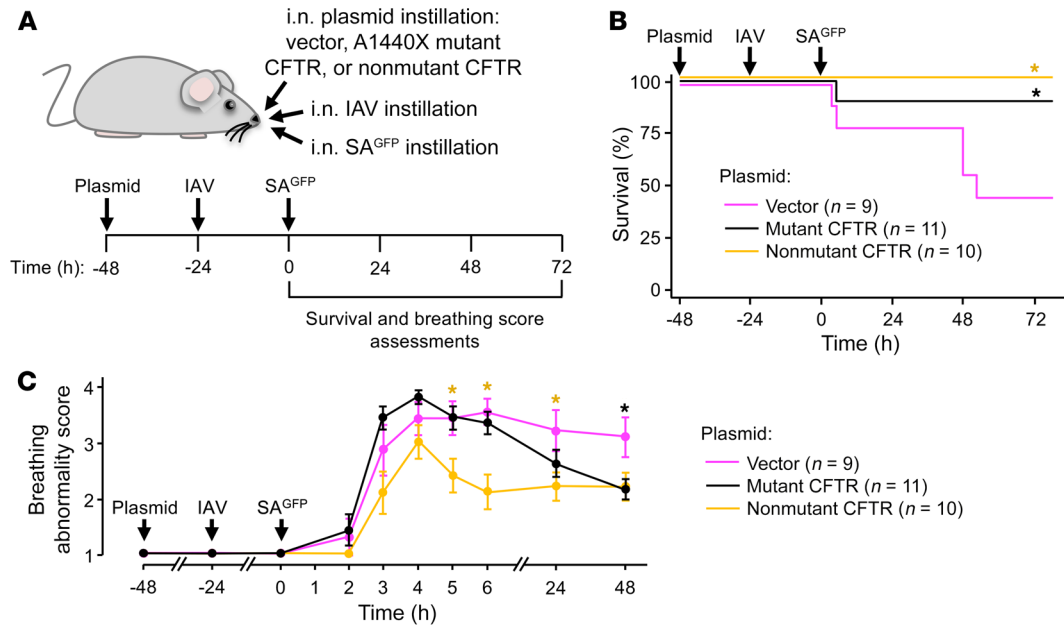 A
i.n. plasmid instillation:
vector, A1440X mutant
CFTR, or nonmutant CFTR
i.n. IAV instillation
i.n. SAGFP instillation
Plasmid IAV SAGFP
Time (h): -48 -24 0 24 48 72
Survival and breathing score
assessments
B
Plasmid IAV SAGFP
Survival (%)
100
75
50
25
0
*
*
Plasmid:
Vector (n = 9)
Mutant CFTR (n = 11)
Nonmutant CFTR (n = 10)
-48 -24 0 24 48 72
Time (h)
C
Breathing
abnormality score
4
3
2
1
Plasmid IAV SAGFP
* * * *
-48 -24 0 1 2 3 4 5 6 24 48
Time (h)
Plasmid:
Vector (n = 9)
Mutant CFTR (n = 11)
Nonmutant CFTR (n = 10)